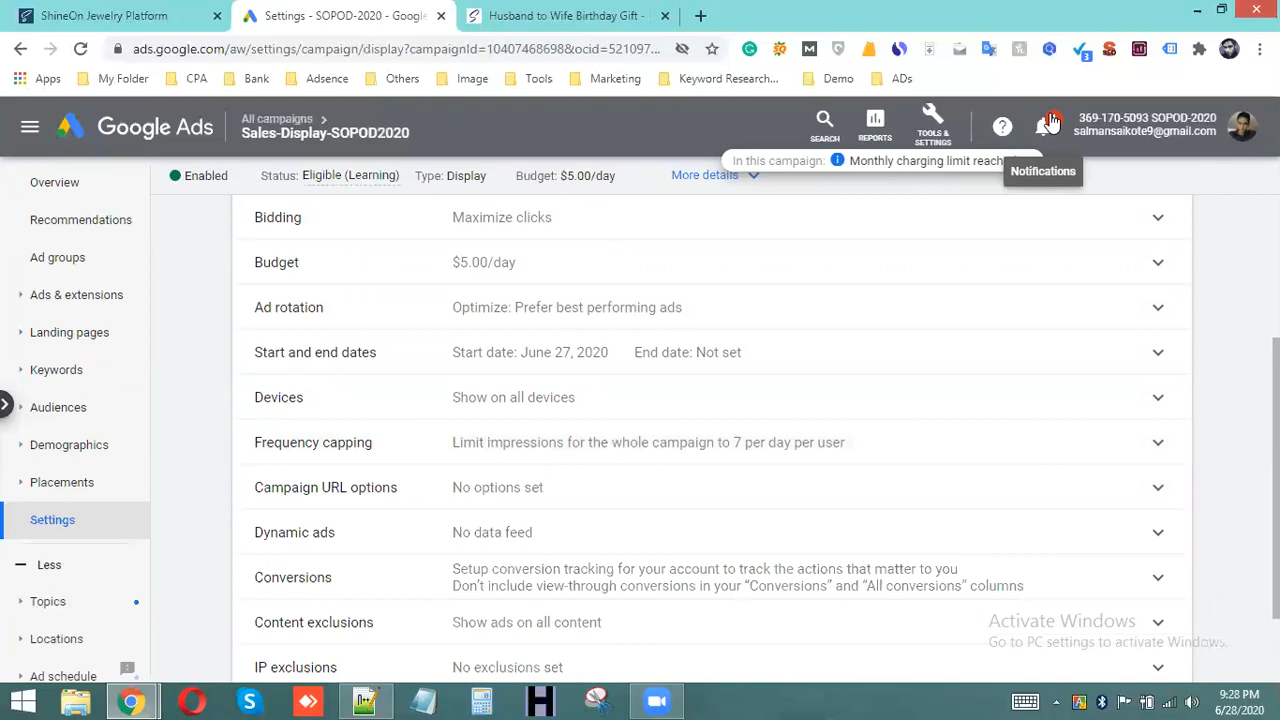 ShineOn Jewelry Platform
Settings - SOPOD-2020 - Google
Husband to Wife Birthday Gift -
ads.google.com/aw/settings/campaign/display?campaignId=10407468698&ocid=521097...
Apps
My Folder
CPA
Bank
Adsence
Others
Image
Tools
Marketing
Keyword Research...
Demo
ADs
Google Ads
All campaigns
Sales-Display-SOPOD2020
SEARCH
REPORTS
TOOLS &
SETTINGS
369-170-5093 SOPOD-2020
salmansaikote9@gmail.com
In this campaign: Monthly charging limit reach
Notifications
Enabled
Status: Eligible (Learning)
Type: Display
Budget: $5.00/day
More details
Overview
Recommendations
Ad groups
Ads & extensions
Landing pages
Keywords
Audiences
Demographics
Placements
Settings
Less
Topics
Locations
Ad schedule
Bidding
Maximize clicks
Budget
$5.00/day
Ad rotation
Optimize: Prefer best performing ads
Start and end dates
Start date: June 27, 2020
End date: Not set
Devices
Show on all devices
Frequency capping
Limit impressions for the whole campaign to 7 per day per user
Campaign URL options
No options set
Dynamic ads
No data feed
Conversions
Setup conversion tracking for your account to track the actions that matter to you
Don't include view-through conversions in your “Conversions” and “All conversions” columns
Content exclusions
Show ads on all content
IP exclusions
No exclusions set
Activate Windows
Go to PC settings to activate Windows.
9:28 PM
6/28/2020